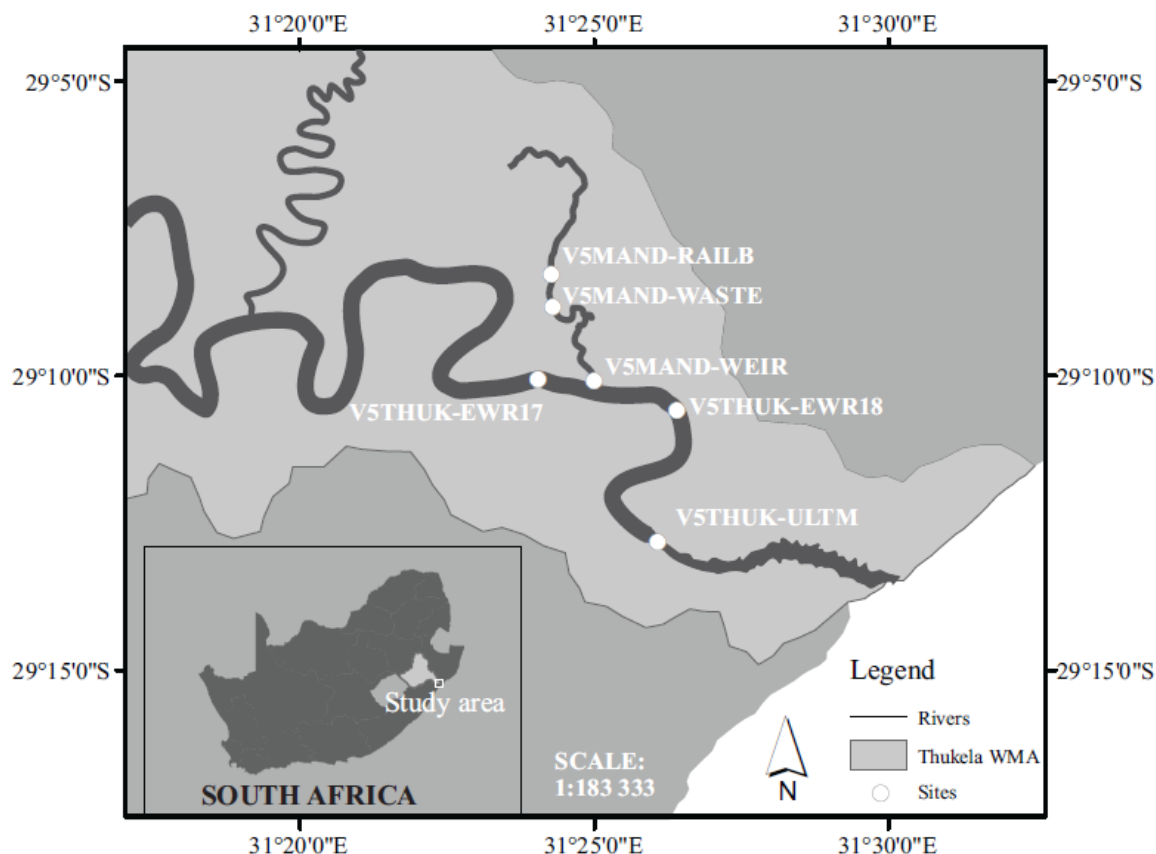 31°20'0"E 31°25'0"E 31°30'0"E
29°5'0"S 29°5'0"S
V5MAND-RAILB
V5MAND-WASTE
29°10'0"S V5MAND-WEIR 29°10'0"S
V5THUK-EWR17 V5THUK-EWR18
V5THUK-ULTM
29°15'0"S 29°15'0"S
Legend
Study area
Rivers
Thukela WMA
Sites
SCALE:
1:183 333
N
SOUTH AFRICA
31°20'0"E 31°25'0"E 31°30'0"E